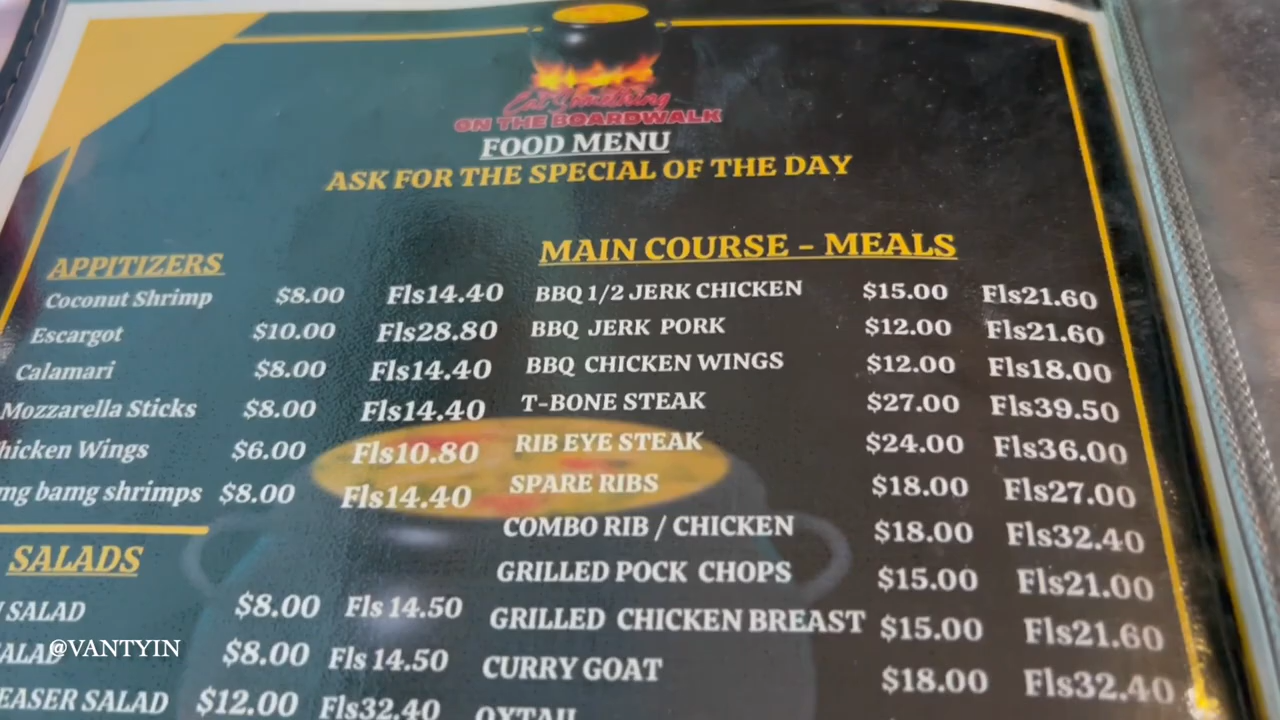 Eat Something
ON THE BOARDWALK
FOOD MENU
ASK FOR THE SPECIAL OF THE DAY
APPITIZERS
Coconut Shrimp $8.00 Fls14.40
Escargot $10.00 Fls28.80
Calamari $8.00 Fls14.40
Mozzarella Sticks $8.00 Fls14.40
hicken Wings $6.00 Fls10.80
mg bamg shrimps $8.00 Fls14.40
SALADS
SALAD $8.00 Fls 14.50
$8.00 Fls 14.50
EASER SALAD $12.00 Fls32.40
MAIN COURSE - MEALS
BBQ 1/2 JERK CHICKEN $15.00 Fls21.60
BBQ JERK PORK $12.00 Fls21.60
BBQ CHICKEN WINGS $12.00 Fls18.00
T-BONE STEAK $27.00 Fls39.50
RIB EYE STEAK $24.00 Fls36.00
SPARE RIBS $18.00 Fls27.00
COMBO RIB / CHICKEN $18.00 Fls32.40
GRILLED POCK CHOPS $15.00 Fls21.00
GRILLED CHICKEN BREAST $15.00 Fls21.60
CURRY GOAT $18.00 Fls32.40
OXTAIL
@VANTYIN